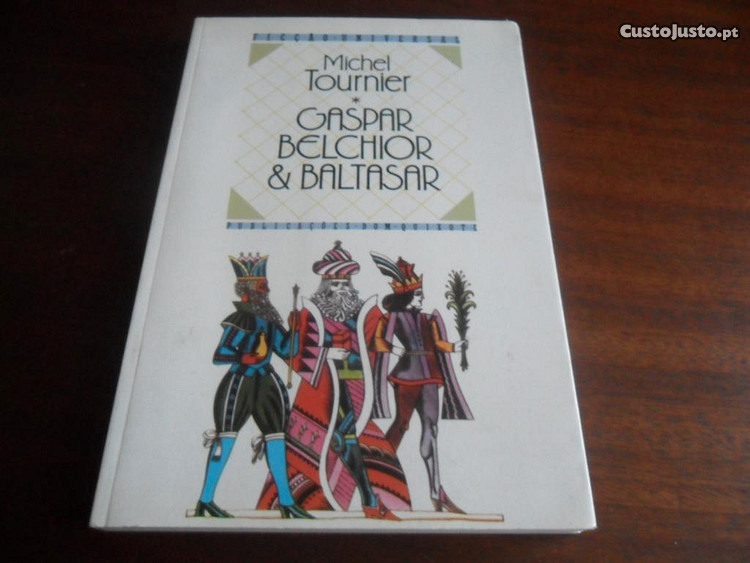 CustoJusto.pt
FICÇÃO UNIVERSAL
Michel
Tournier
*
GASPAR
BELCHIOR
& BALTASAR
PUBLICAÇÕES DOM QUIXOTE